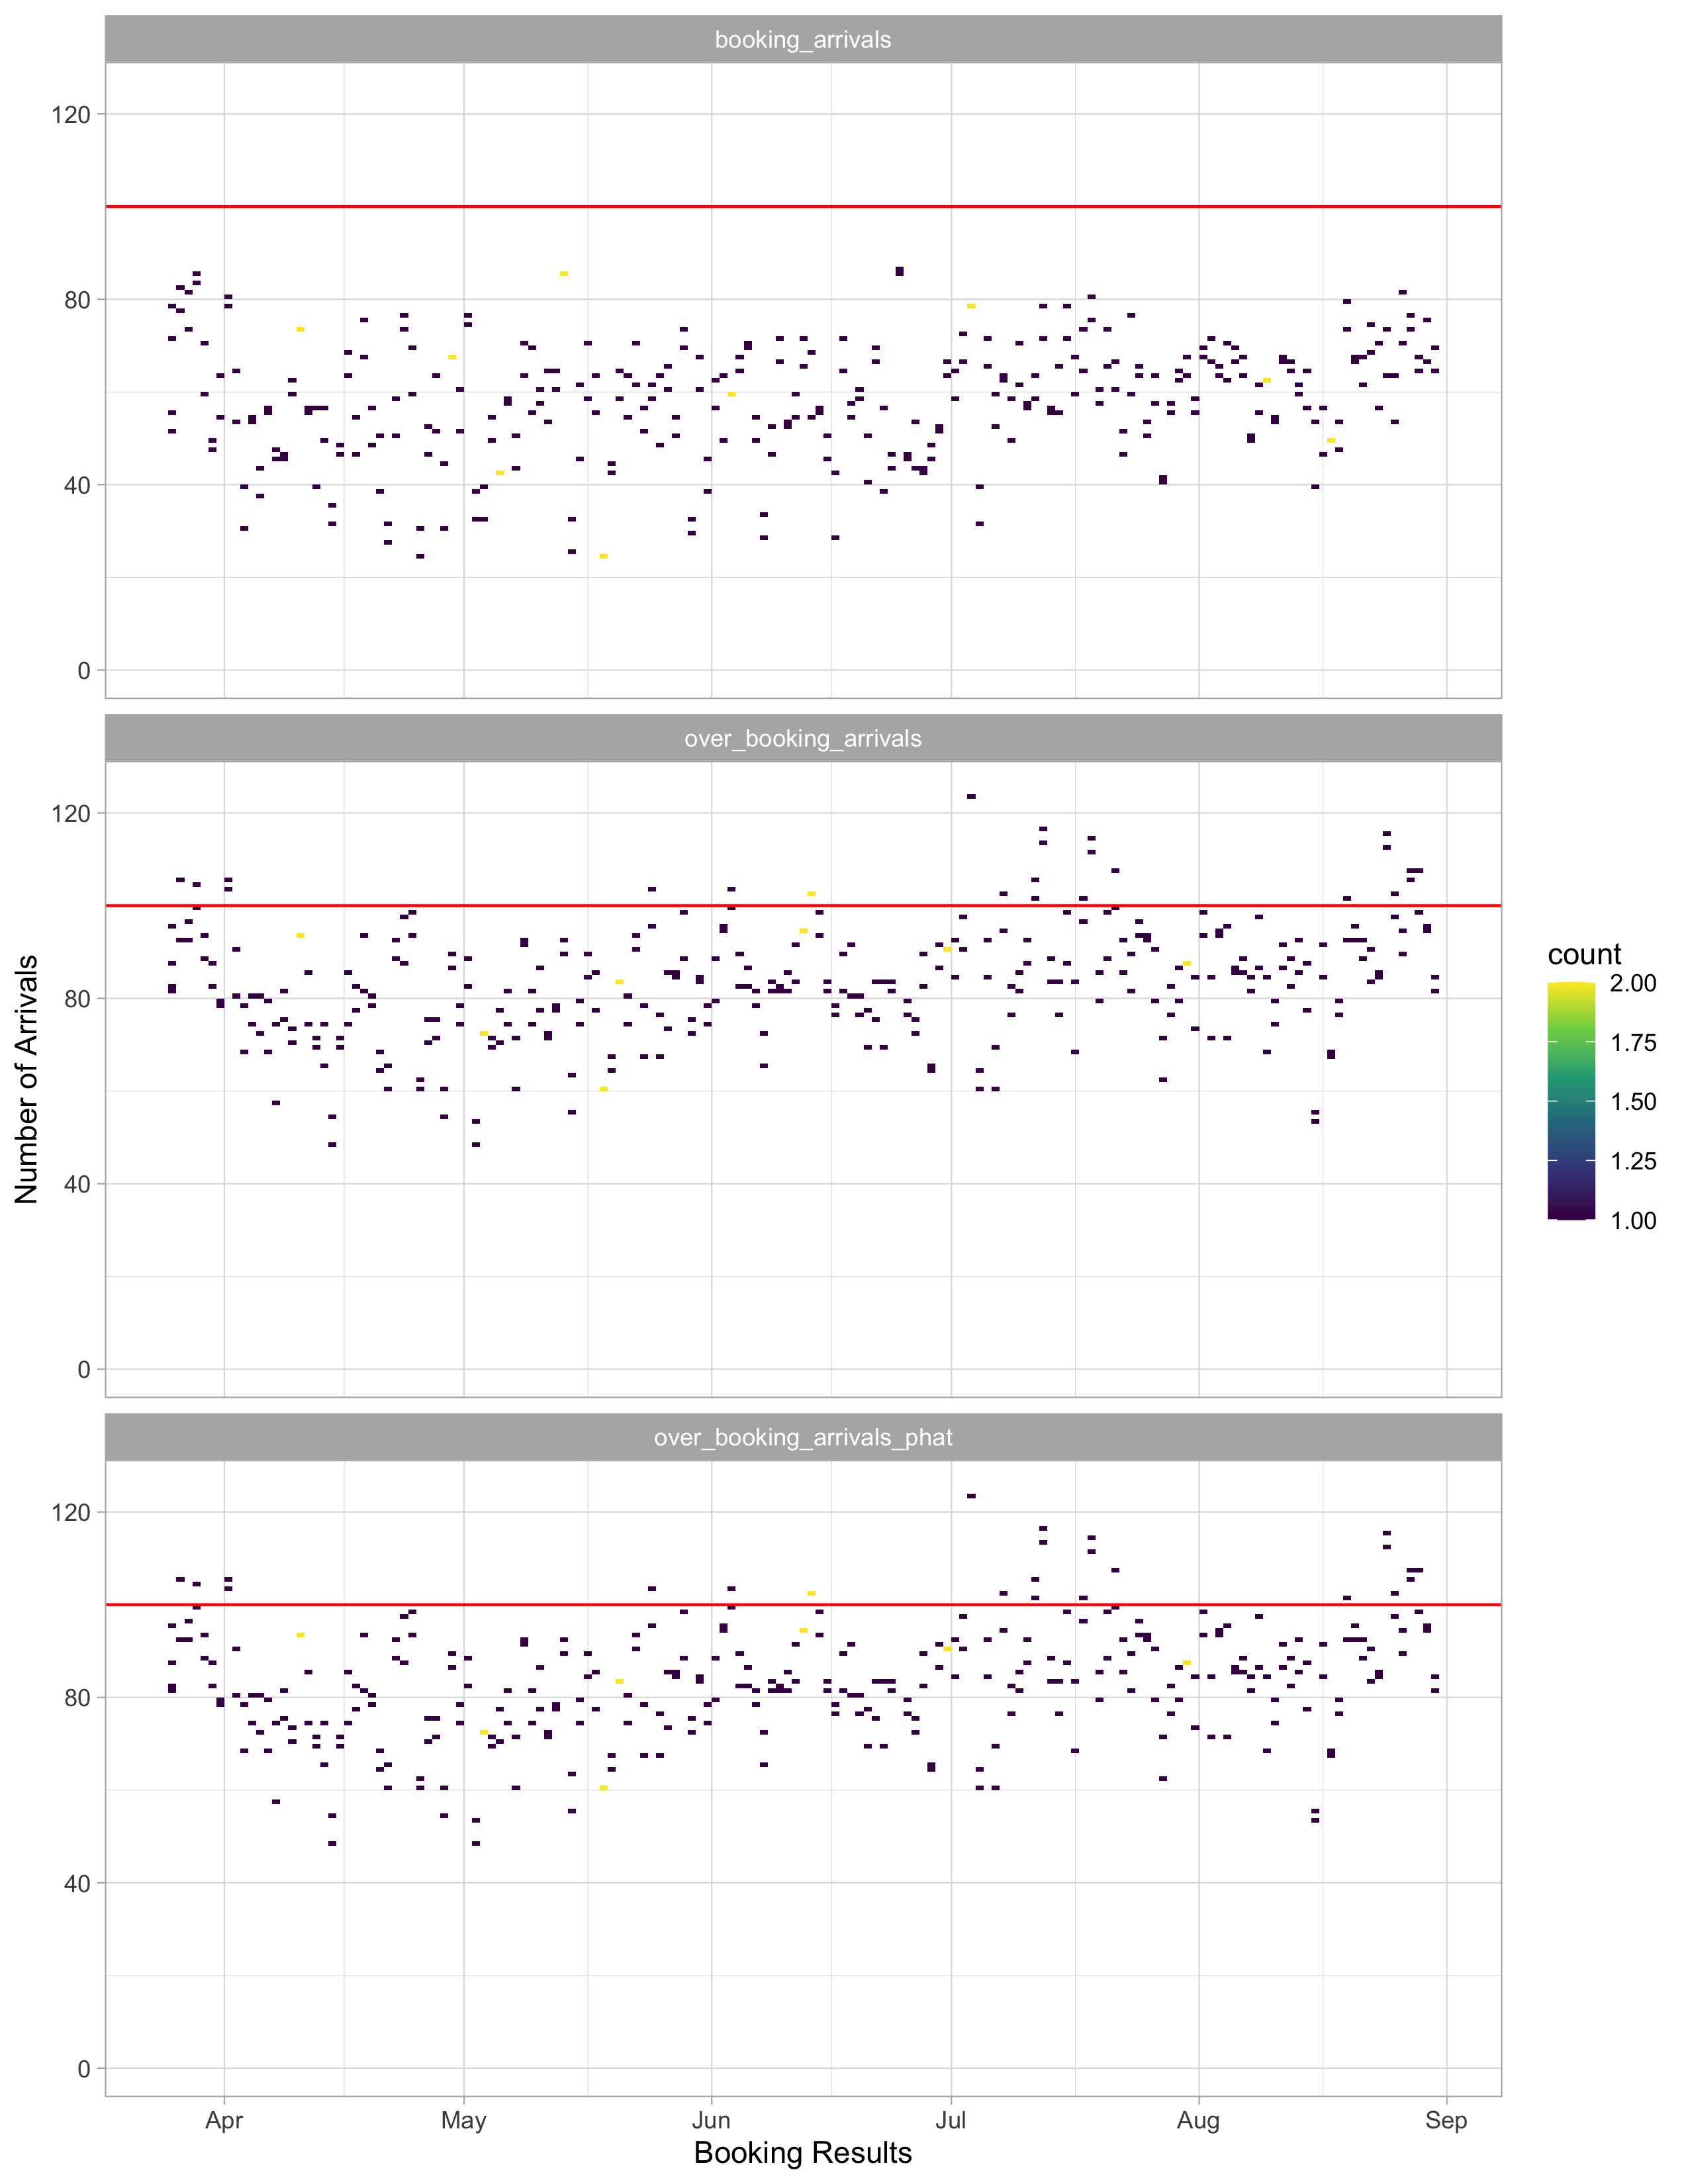 booking_arrivals
120
80
40
0
over_booking_arrivals
120
80
40
0
over_booking_arrivals_phat
120
80
40
0
Apr May Jun Jul Aug Sep
Booking Results
Number of Arrivals
count
2.00
1.75
1.50
1.25
1.00